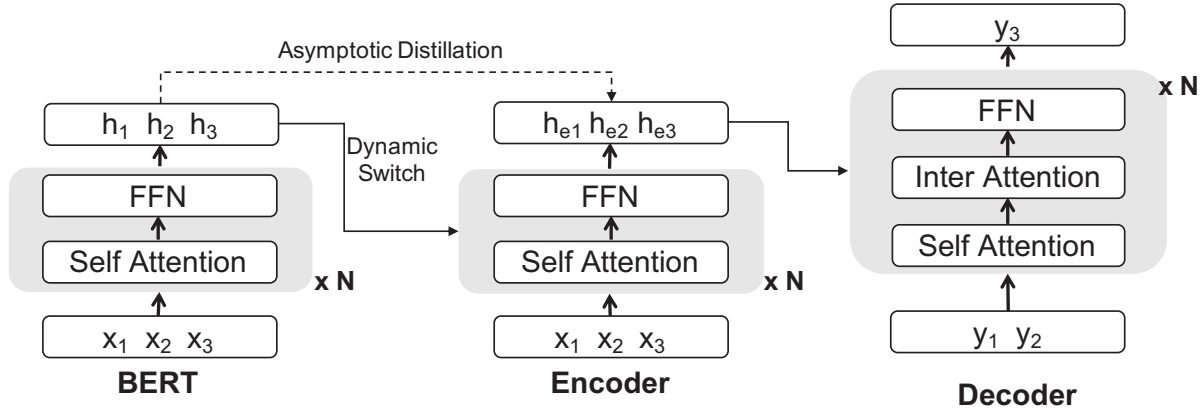 Asymptotic Distillation
h₁ h₂ h₃
Dynamic
Switch
FFN
Self Attention
x N
x₁ x₂ x₃
BERT
hₑ₁ hₑ₂ hₑ₃
FFN
Self Attention
x N
x₁ x₂ x₃
Encoder
y₃
x N
FFN
Inter Attention
Self Attention
y₁ y₂
Decoder